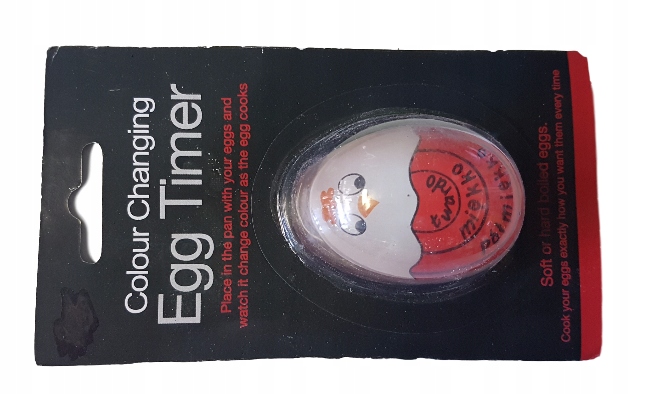 Colour Changing
Egg Timer
Place in the pan with your eggs and
watch it change colour as the egg cooks
opr
twardo
miękko
półmiękko
Soft or hard boiled eggs.
Cook your eggs exactly how you want them every time